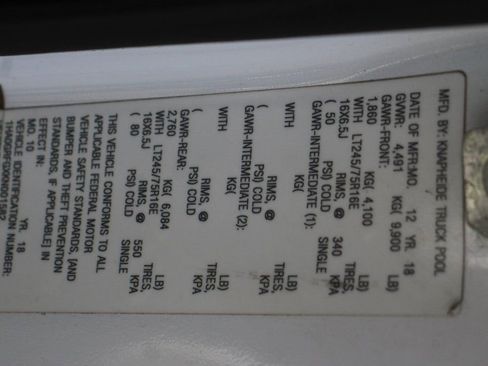 MFD. BY: KNAPHEIDE TRUCK POOL
DATE OF MFR:MO. 12 YR. 18
GVWR: 4,491 KG( 9,900 LB)
GAWR-FRONT:
1,860 KG( 4,100 LB)
WITH LT245/75R16E TIRES,
16X6.5J RIMS, @ 340 KPA
( 50 PSI) COLD SINGLE
GAWR-INTERMEDIATE (1):
KG( LB)
WITH TIRES,
RIMS, @ KPA
( PSI) COLD
GAWR-INTERMEDIATE (2):
KG( LB)
WITH TIRES,
RIMS, @ KPA
( PSI) COLD
GAWR-REAR:
2,760 KG( 6,084 LB)
WITH LT245/75R16E TIRES,
16X6.5J RIMS, @ 550 KPA
( 80 PSI) COLD SINGLE
THIS VEHICLE CONFORMS TO ALL
APPLICABLE FEDERAL MOTOR
VEHICLE SAFETY STANDARDS, [AND
BUMPER AND THEFT PREVENTION
STANDARDS, IF APPLICABLE] IN
EFFECT IN:
MO. 10 YR. 18
VEHICLE IDENTIFICATION NUMBER: